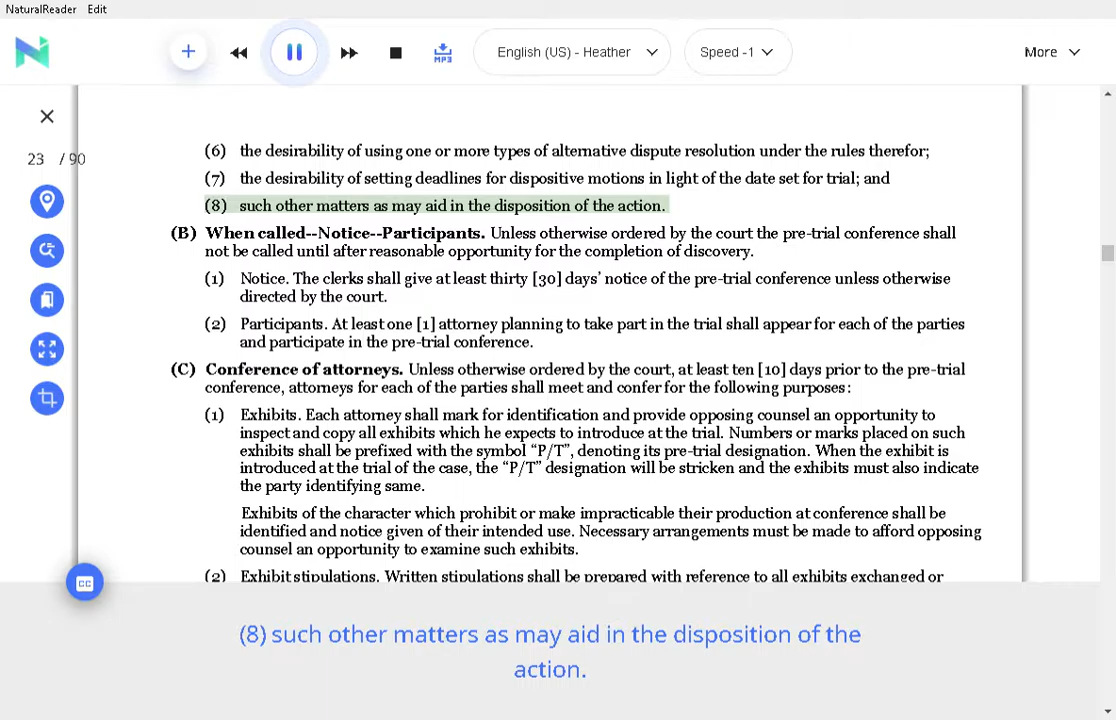 NaturalReader Edit
MP3
English (US) - Heather
Speed -1
More
23 / 90
(6) the desirability of using one or more types of alternative dispute resolution under the rules therefor;
(7) the desirability of setting deadlines for dispositive motions in light of the date set for trial; and
(8) such other matters as may aid in the disposition of the action.
(B) When called--Notice--Participants. Unless otherwise ordered by the court the pre-trial conference shall
not be called until after reasonable opportunity for the completion of discovery.
(1) Notice. The clerks shall give at least thirty [30] days’ notice of the pre-trial conference unless otherwise
directed by the court.
(2) Participants. At least one [1] attorney planning to take part in the trial shall appear for each of the parties
and participate in the pre-trial conference.
(C) Conference of attorneys. Unless otherwise ordered by the court, at least ten [10] days prior to the pre-trial
conference, attorneys for each of the parties shall meet and confer for the following purposes:
(1) Exhibits. Each attorney shall mark for identification and provide opposing counsel an opportunity to
inspect and copy all exhibits which he expects to introduce at the trial. Numbers or marks placed on such
exhibits shall be prefixed with the symbol “P/T”, denoting its pre-trial designation. When the exhibit is
introduced at the trial of the case, the “P/T” designation will be stricken and the exhibits must also indicate
the party identifying same.
Exhibits of the character which prohibit or make impracticable their production at conference shall be
identified and notice given of their intended use. Necessary arrangements must be made to afford opposing
counsel an opportunity to examine such exhibits.
(2) Exhibit stipulations. Written stipulations shall be prepared with reference to all exhibits exchanged or
CC
(8) such other matters as may aid in the disposition of the
action.